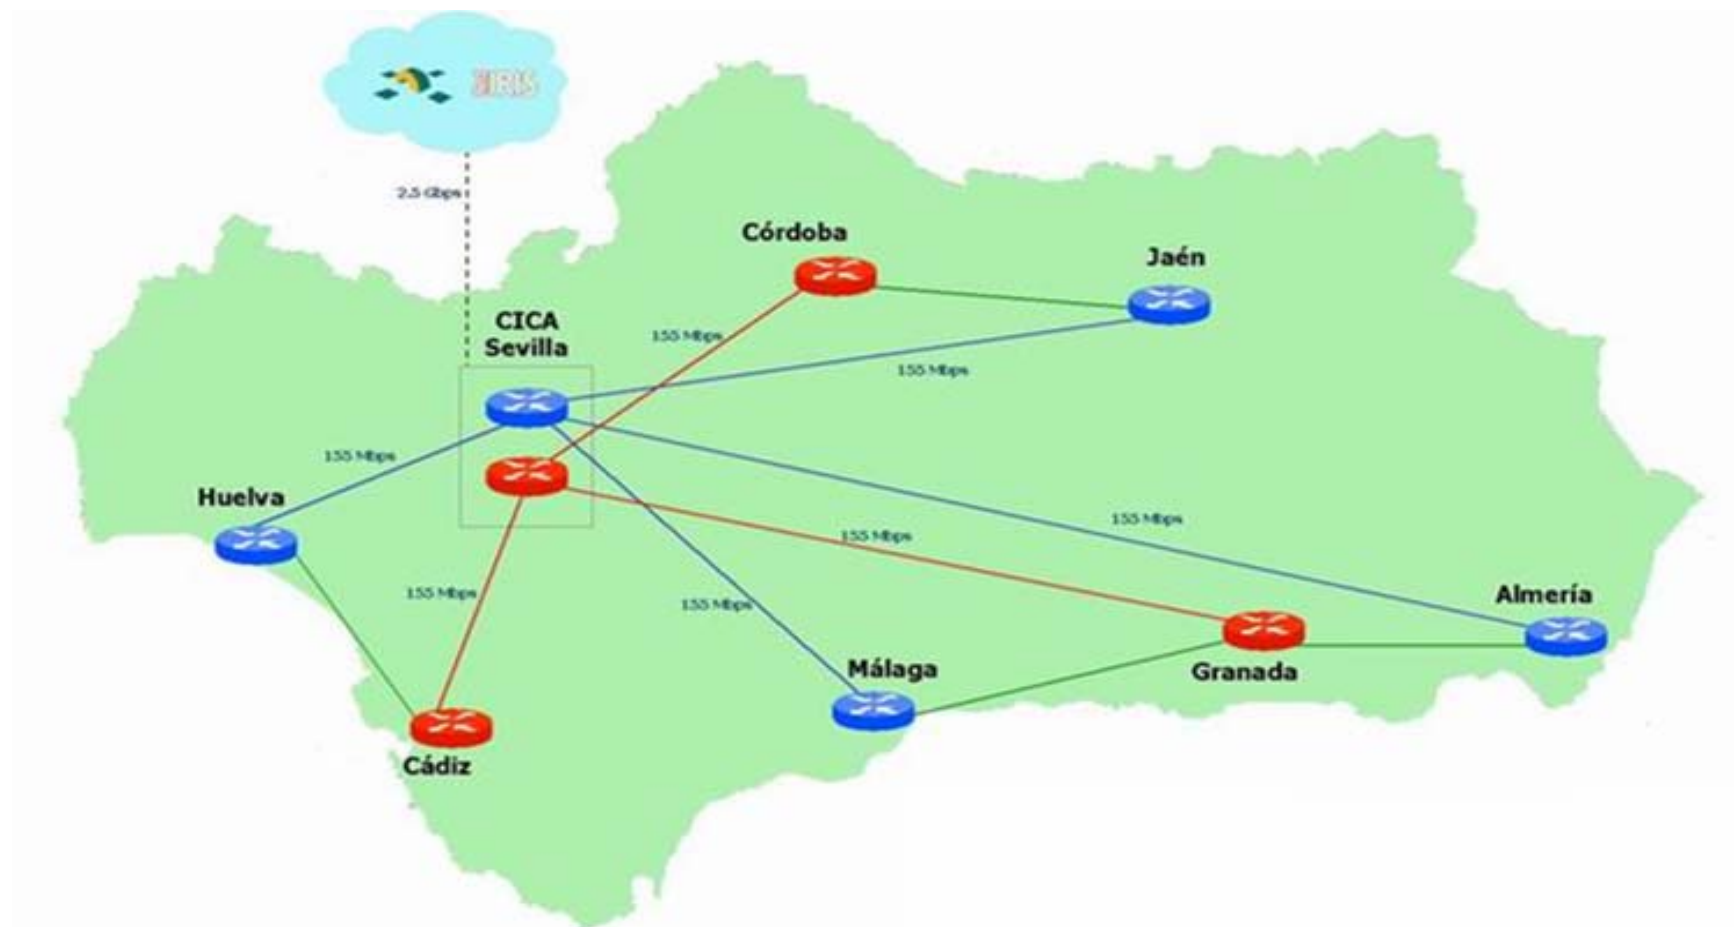 IRIS
2.5 Gbps
Córdoba
Jaén
CICA
Sevilla
155 Mbps
155 Mbps
155 Mbps
Huelva
155 Mbps
155 Mbps
155 Mbps
155 Mbps
Almería
Málaga
Granada
Cádiz